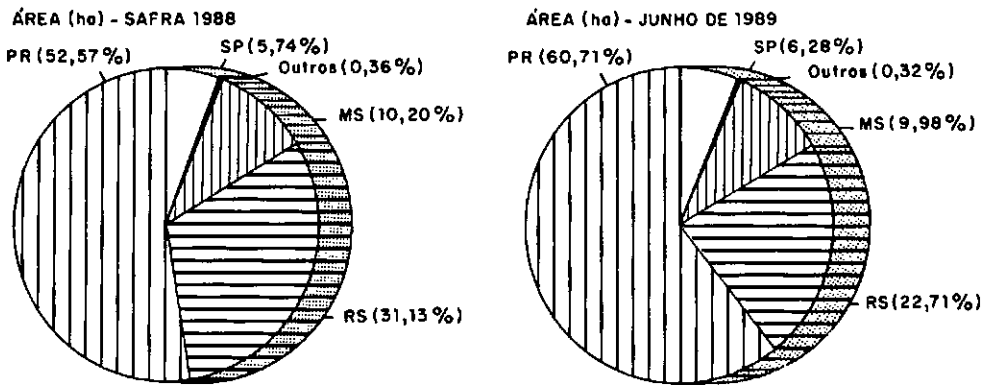 ÁREA (ha) - SAFRA 1988
PR (52,57%)
SP (5,74%)
Outros (0,36%)
MS (10,20%)
RS (31,13%)
ÁREA (ha) - JUNHO DE 1989
PR (60,71%)
SP (6,28%)
Outros (0,32%)
MS (9,98%)
RS (22,71%)